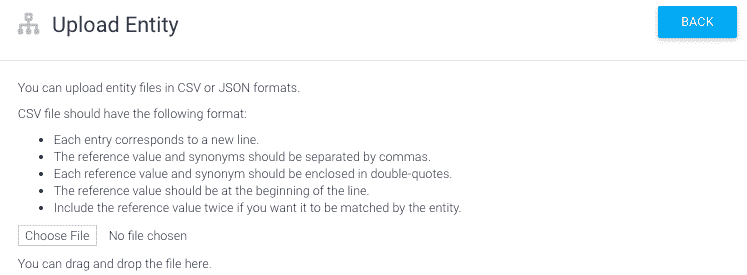 Upload Entity
BACK
You can upload entity files in CSV or JSON formats.
CSV file should have the following format:
Each entry corresponds to a new line.
The reference value and synonyms should be separated by commas.
Each reference value and synonym should be enclosed in double-quotes.
The reference value should be at the beginning of the line.
Include the reference value twice if you want it to be matched by the entity.
Choose File No file chosen
You can drag and drop the file here.